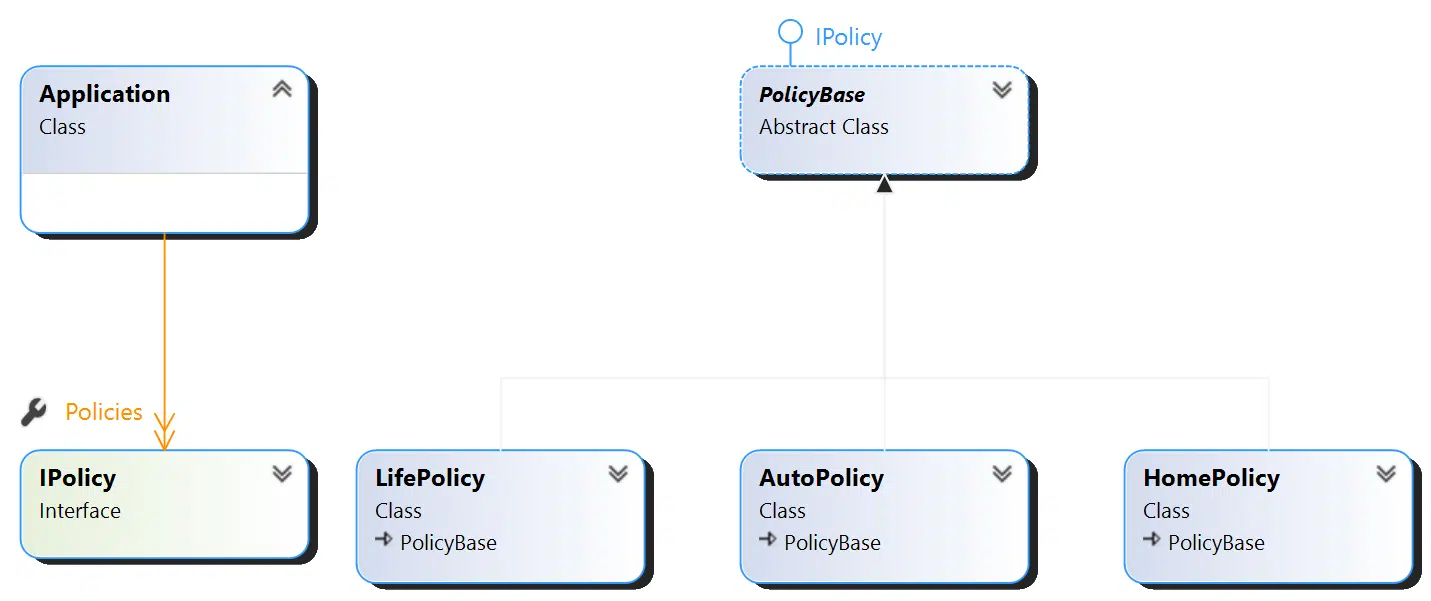 IPolicy
Application
Class
PolicyBase
Abstract Class
Policies
IPolicy
Interface
LifePolicy
Class
PolicyBase
AutoPolicy
Class
PolicyBase
HomePolicy
Class
PolicyBase